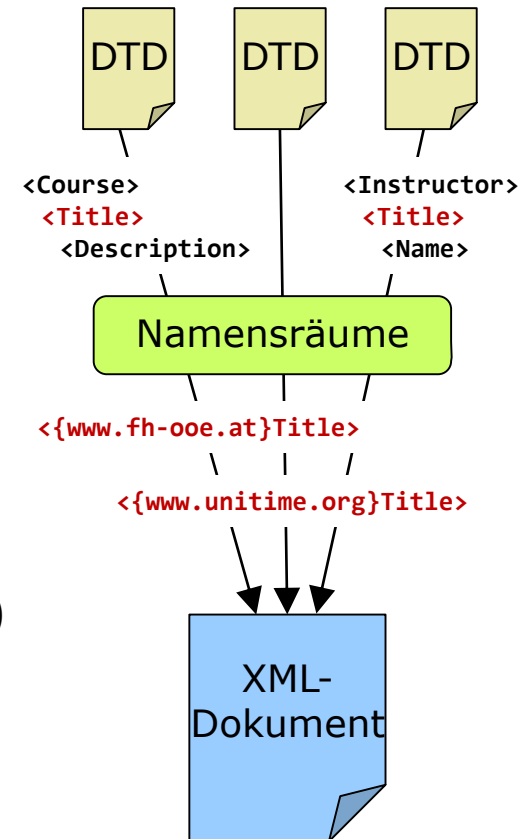 DTD DTD DTD
<Course> <Instructor>
<Title> <Title>
<Description> <Name>
Namensräume
<{www.fh-ooe.at}Title>
<{www.unitime.org}Title>
)
XML-
Dokument